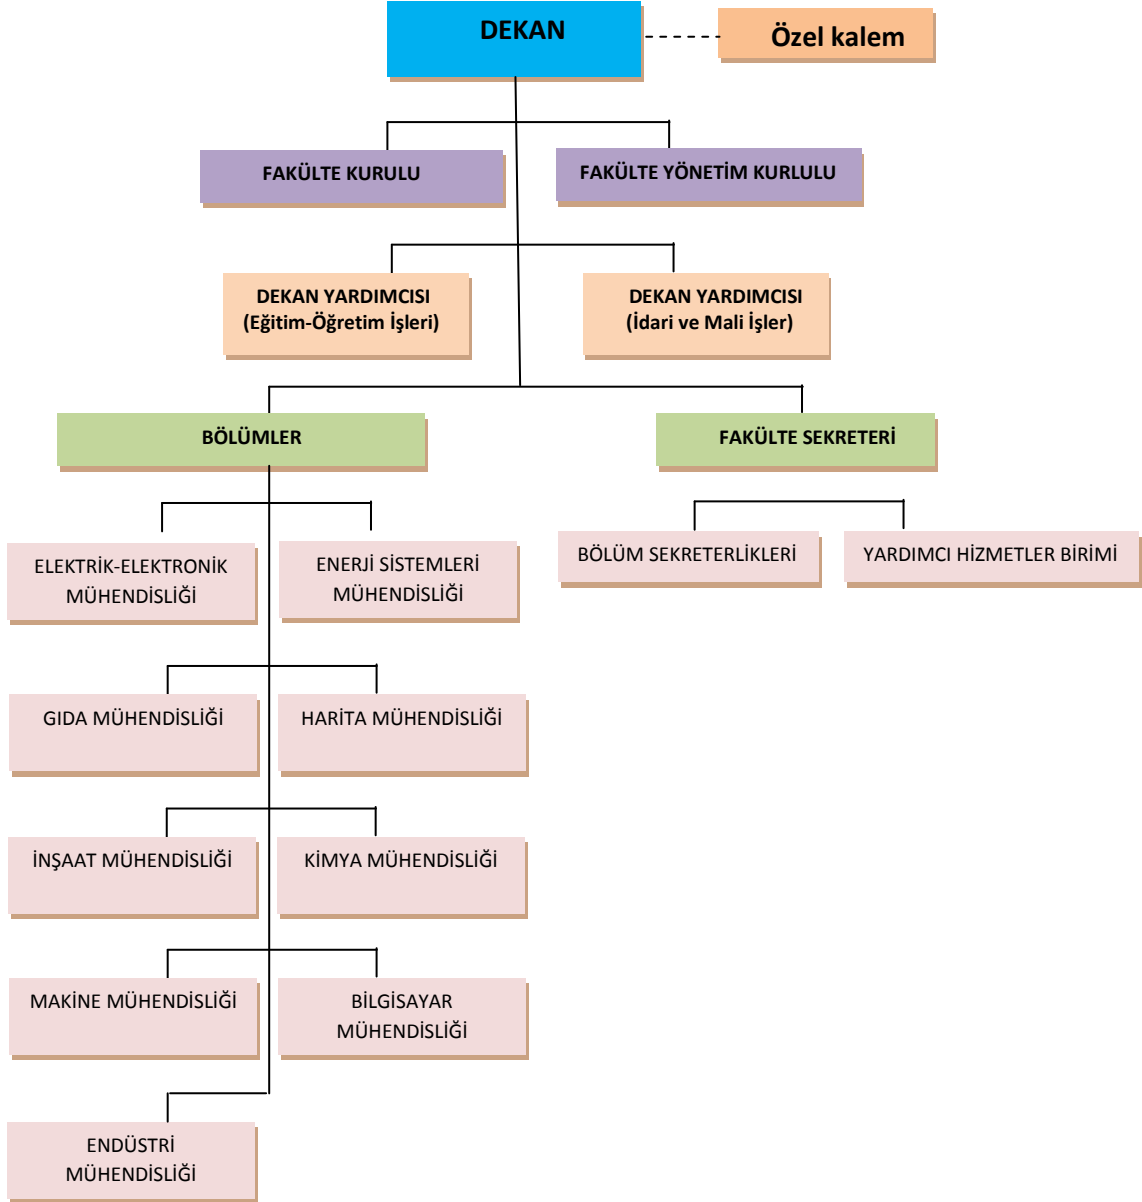 DEKAN
Özel kalem
FAKÜLTE KURULU
FAKÜLTE YÖNETİM KURLULU
DEKAN YARDIMCISI
(Eğitim-Öğretim İşleri)
DEKAN YARDIMCISI
(İdari ve Mali İşler)
BÖLÜMLER
FAKÜLTE SEKRETERİ
ELEKTRİK-ELEKTRONİK
MÜHENDİSLİĞİ
ENERJİ SİSTEMLERİ
MÜHENDİSLİĞİ
BÖLÜM SEKRETERLİKLERİ
YARDIMCI HİZMETLER BİRİMİ
GIDA MÜHENDİSLİĞİ
HARİTA MÜHENDİSLİĞİ
İNŞAAT MÜHENDİSLİĞİ
KİMYA MÜHENDİSLİĞİ
MAKİNE MÜHENDİSLİĞİ
BİLGİSAYAR
MÜHENDİSLİĞİ
ENDÜSTRİ
MÜHENDİSLİĞİ